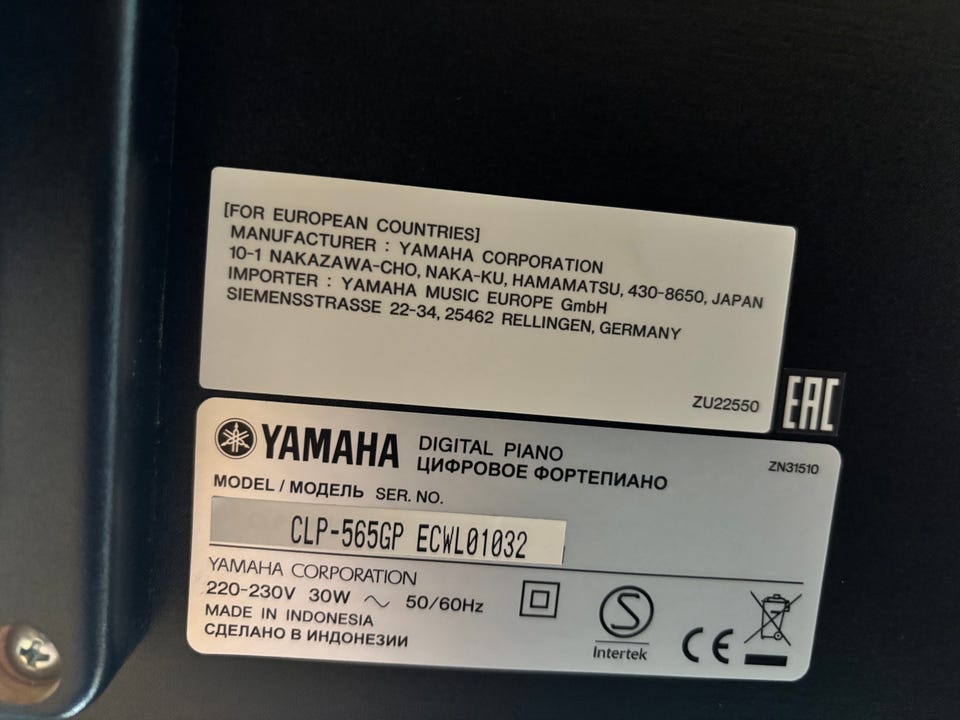 [FOR EUROPEAN COUNTRIES]
MANUFACTURER : YAMAHA CORPORATION
10-1 NAKAZAWA-CHO, NAKA-KU, HAMAMATSU, 430-8650, JAPAN
IMPORTER : YAMAHA MUSIC EUROPE GmbH
SIEMENSSTRASSE 22-34, 25462 RELLINGEN, GERMANY
ZU22550
EAC
YAMAHA DIGITAL PIANO
ЦИФРОВОЕ ФОРТЕПИАНО
ZN31510
MODEL / МОДЕЛЬ SER. NO.
CLP-565GP ECWL01032
YAMAHA CORPORATION
220-230V 30W ~ 50/60Hz
MADE IN INDONESIA
СДЕЛАНО В ИНДОНЕЗИИ
S
Intertek
CE